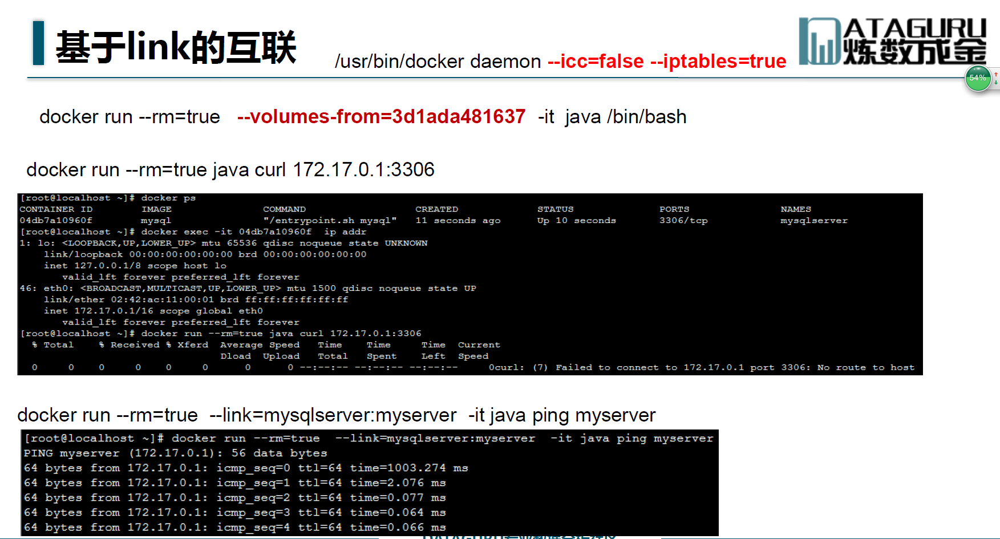 基于link的互联
/usr/bin/docker daemon --icc=false --iptables=true
ATAGURU
炼数成金
54%
docker run --rm=true --volumes-from=3d1ada481637 -it java /bin/bash
docker run --rm=true java curl 172.17.0.1:3306
[root@localhost ~]# docker ps
CONTAINER ID IMAGE COMMAND CREATED STATUS PORTS NAMES
04db7a10960f mysql "/entrypoint.sh mysql" 11 seconds ago Up 10 seconds 3306/tcp mysqlserver
[root@localhost ~]# docker exec -it 04db7a10960f ip addr
1: lo: <LOOPBACK,UP,LOWER_UP> mtu 65536 qdisc noqueue state UNKNOWN
link/loopback 00:00:00:00:00:00 brd 00:00:00:00:00:00
inet 127.0.0.1/8 scope host lo
valid_lft forever preferred_lft forever
46: eth0: <BROADCAST,MULTICAST,UP,LOWER_UP> mtu 1500 qdisc noqueue state UP
link/ether 02:42:ac:11:00:01 brd ff:ff:ff:ff:ff:ff
inet 172.17.0.1/16 scope global eth0
valid_lft forever preferred_lft forever
[root@localhost ~]# docker run --rm=true java curl 172.17.0.1:3306
% Total % Received % Xferd Average Speed Time Time Time Current
Dload Upload Total Spent Left Speed
0 0 0 0 0 0 0 0 --:--:-- --:--:-- --:--:-- 0curl: (7) Failed to connect to 172.17.0.1 port 3306: No route to host
docker run --rm=true --link=mysqlserver:myserver -it java ping myserver
[root@localhost ~]# docker run --rm=true --link=mysqlserver:myserver -it java ping myserver
PING myserver (172.17.0.1): 56 data bytes
64 bytes from 172.17.0.1: icmp_seq=0 ttl=64 time=1003.274 ms
64 bytes from 172.17.0.1: icmp_seq=1 ttl=64 time=2.076 ms
64 bytes from 172.17.0.1: icmp_seq=2 ttl=64 time=0.077 ms
64 bytes from 172.17.0.1: icmp_seq=3 ttl=64 time=0.064 ms
64 bytes from 172.17.0.1: icmp_seq=4 ttl=64 time=0.066 ms